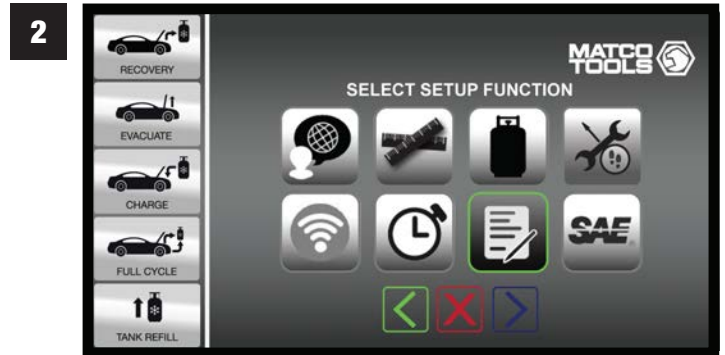 2
RECOVERY
EVACUATE
CHARGE
FULL CYCLE
TANK REFILL
MATCO
TOOLS
SELECT SETUP FUNCTION
SAE